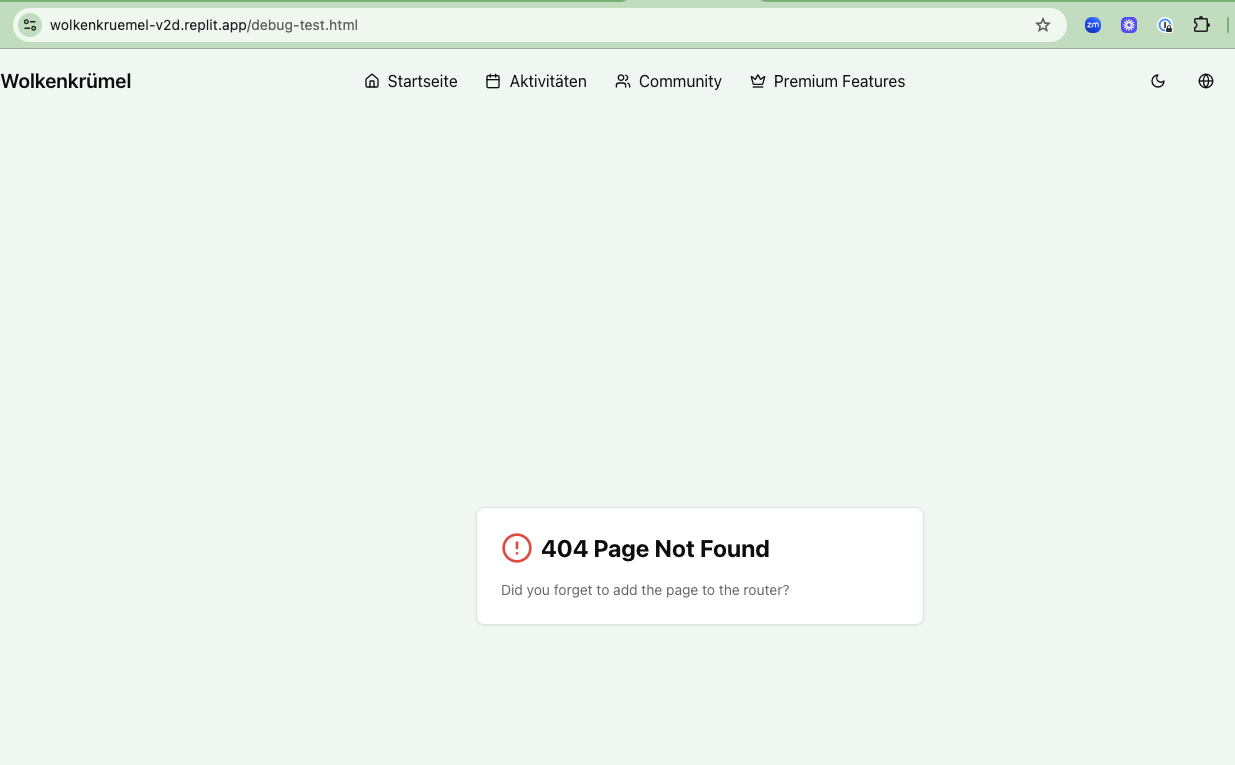 wolkenkruemel-v2d.replit.app/debug-test.html
zm
Wolkenkrümel
Startseite
Aktivitäten
Community
Premium Features
404 Page Not Found
Did you forget to add the page to the router?